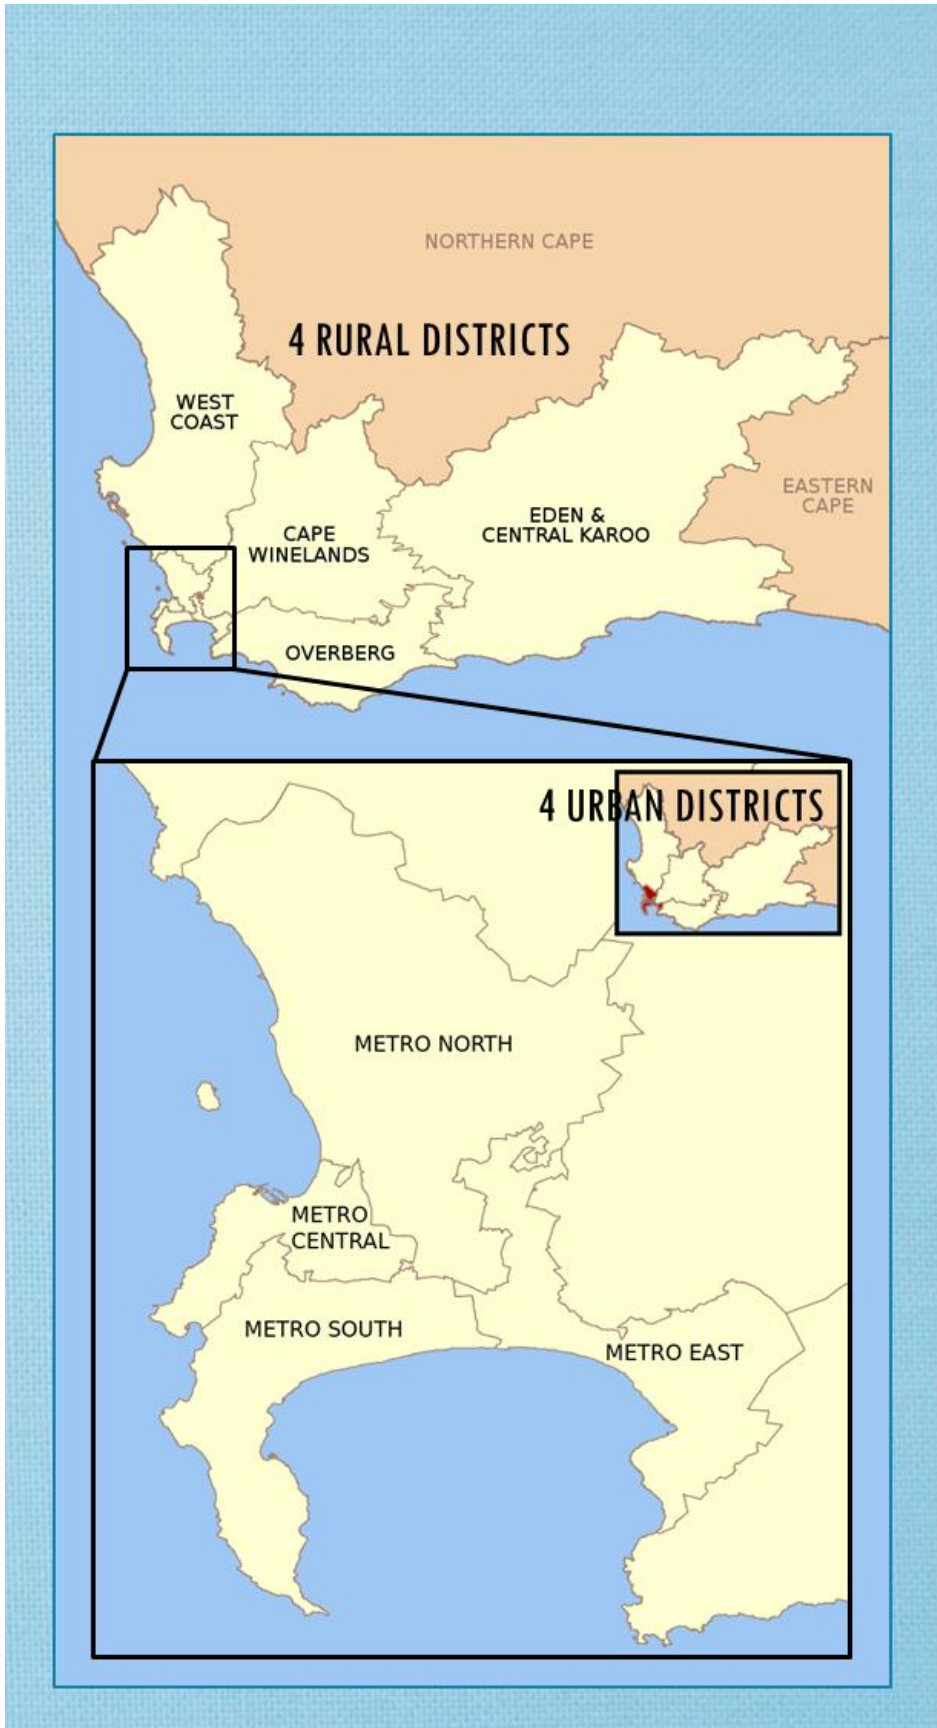 NORTHERN CAPE
4 RURAL DISTRICTS
WEST
COAST
EASTERN
CAPE
EDEN &
CENTRAL KAROO
CAPE
WINELANDS
OVERBERG
4 URBAN DISTRICTS
METRO NORTH
METRO
CENTRAL
METRO SOUTH
METRO EAST